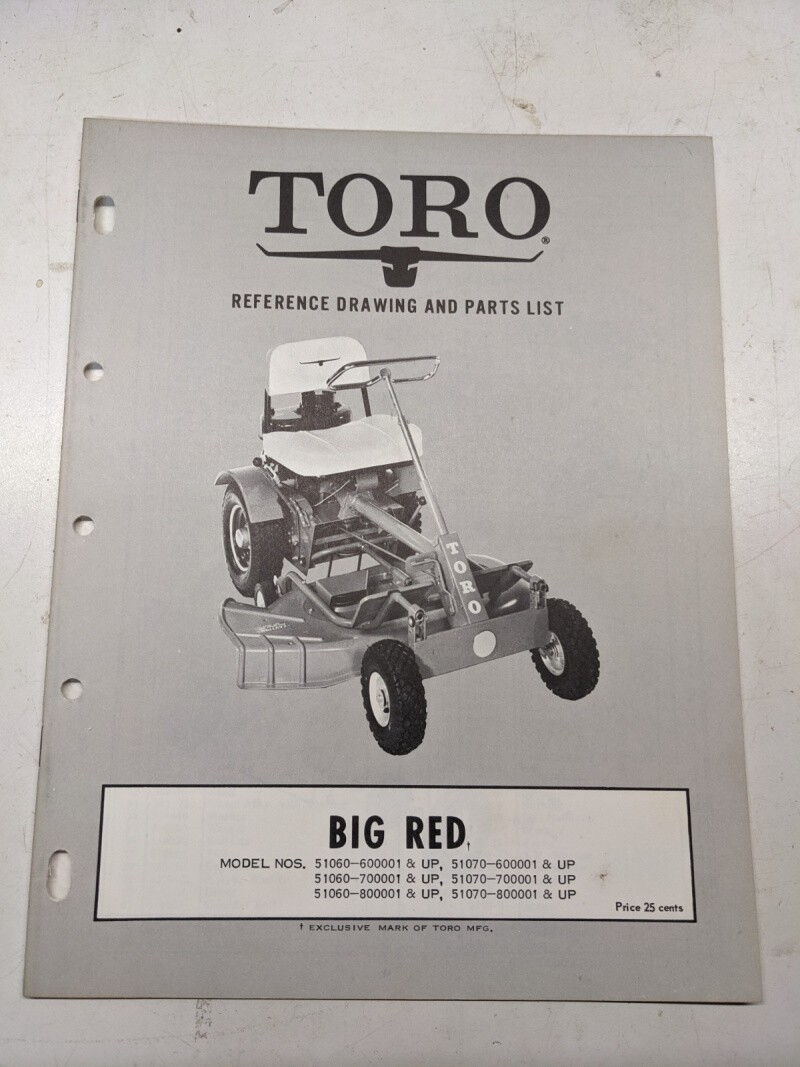 TORO®
REFERENCE DRAWING AND PARTS LIST
TORO
BIG RED†
MODEL NOS. 51060-600001 & UP, 51070-600001 & UP
51060-700001 & UP, 51070-700001 & UP
51060-800001 & UP, 51070-800001 & UP
Price 25 cents
† EXCLUSIVE MARK OF TORO MFG.